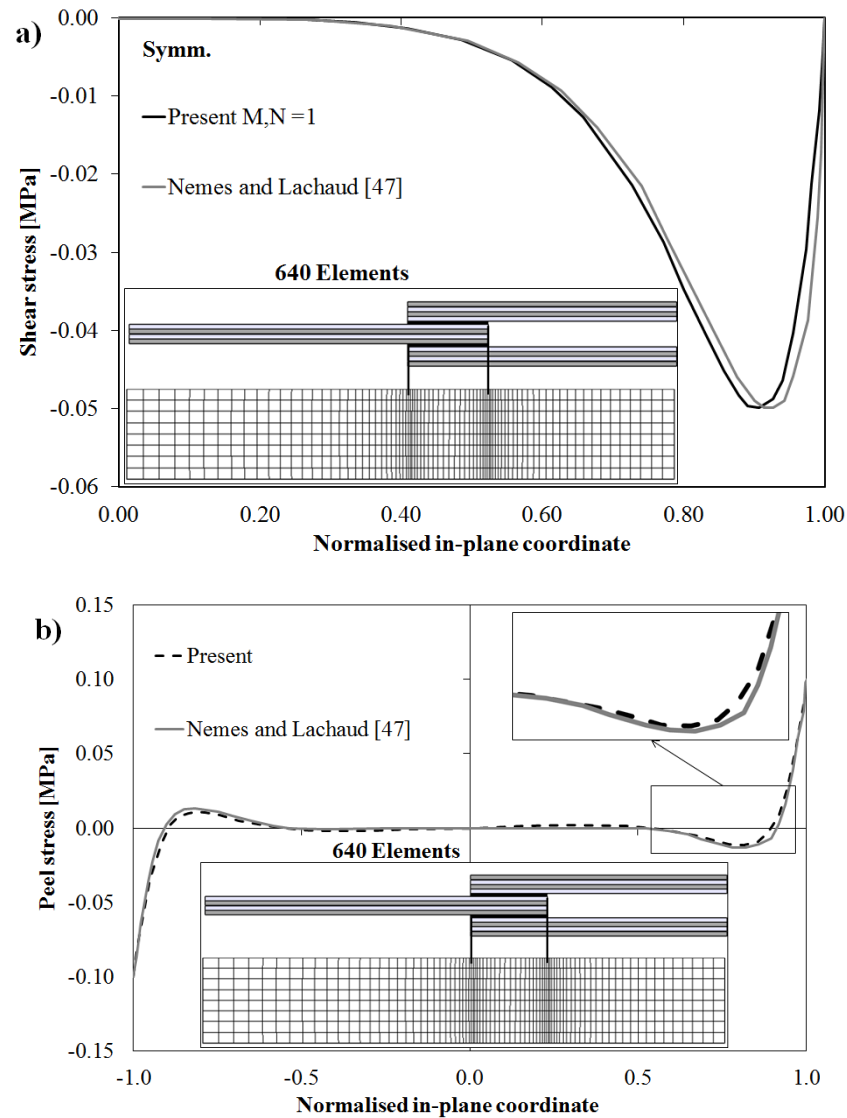 a)
0.00
-0.01
-0.02
-0.03
-0.04
-0.05
-0.06
Shear stress [MPa]
Symm.
Present M,N =1
Nemes and Lachaud [47]
640 Elements
0.00 0.20 0.40 0.60 0.80 1.00
Normalised in-plane coordinate
b)
0.15
0.10
0.05
0.00
-0.05
-0.10
-0.15
Peel stress [MPa]
Present
Nemes and Lachaud [47]
640 Elements
-1.0 -0.5 0.0 0.5 1.0
Normalised in-plane coordinate